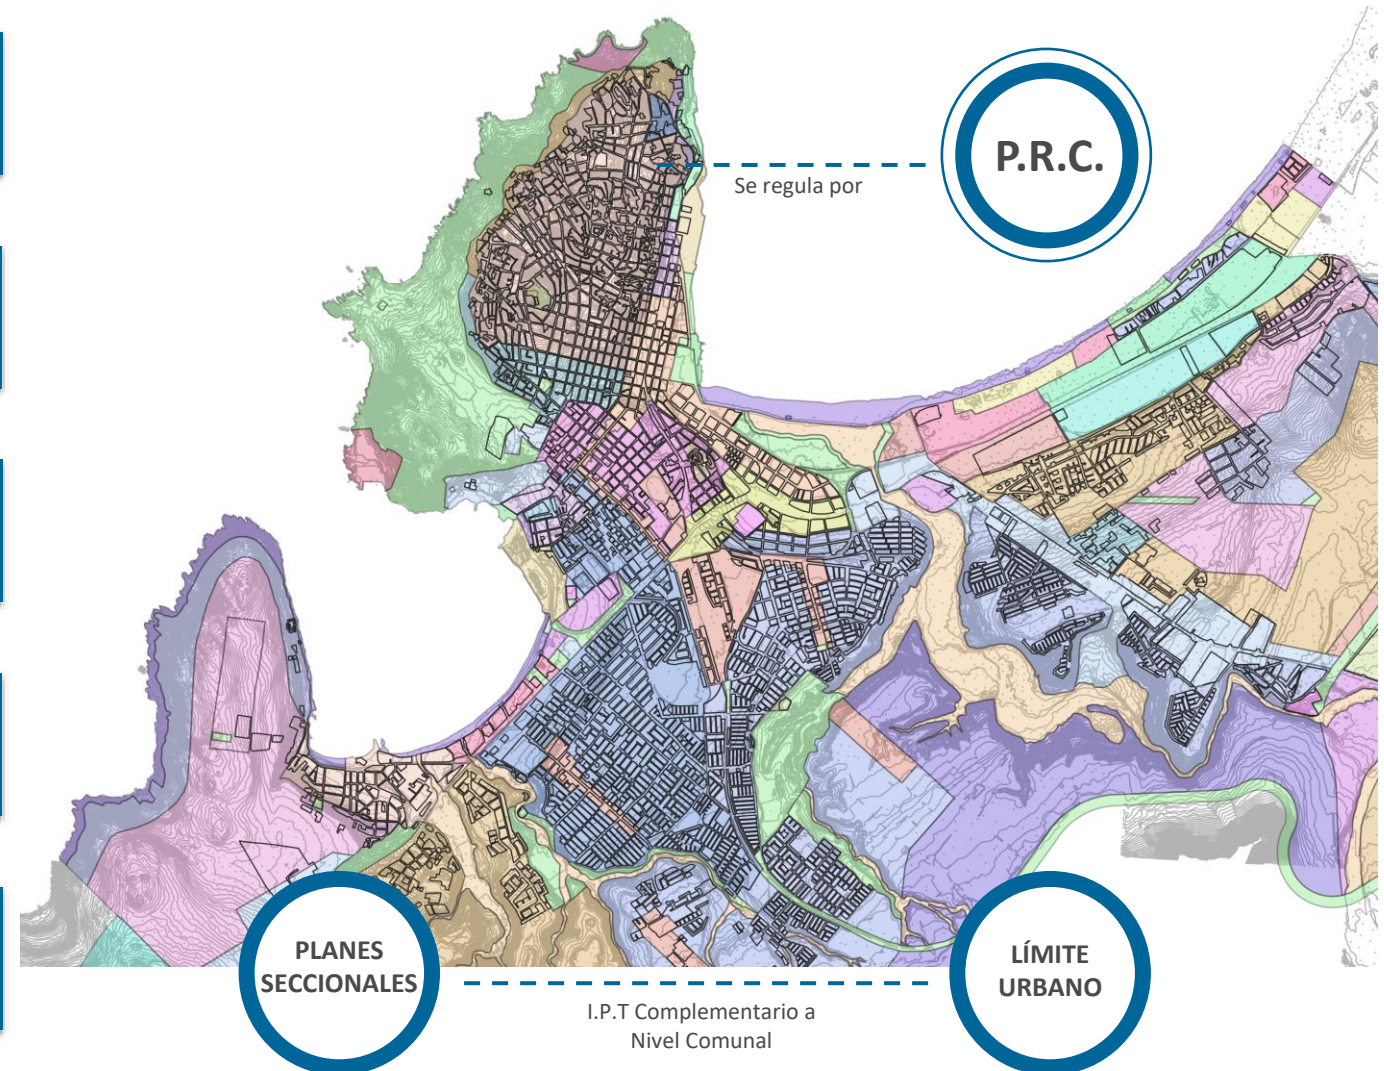 P.R.C.
Se regula por
PLANES
SECCIONALES
LÍMITE
URBANO
I.P.T Complementario a
Nivel Comunal